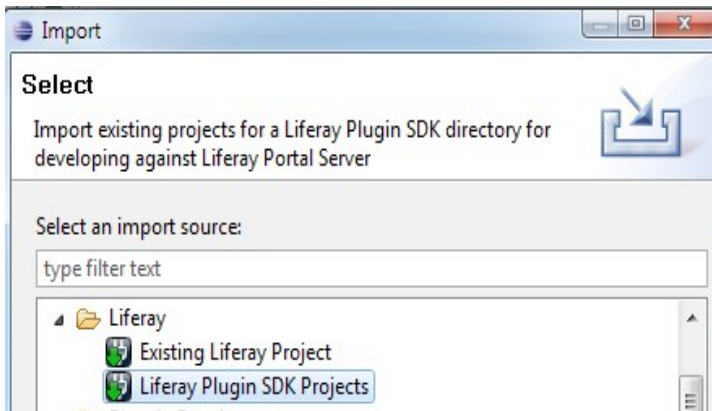 Import
Select
Import existing projects for a Liferay Plugin SDK directory for
developing against Liferay Portal Server
Select an import source:
type filter text
Liferay
Existing Liferay Project
Liferay Plugin SDK Projects